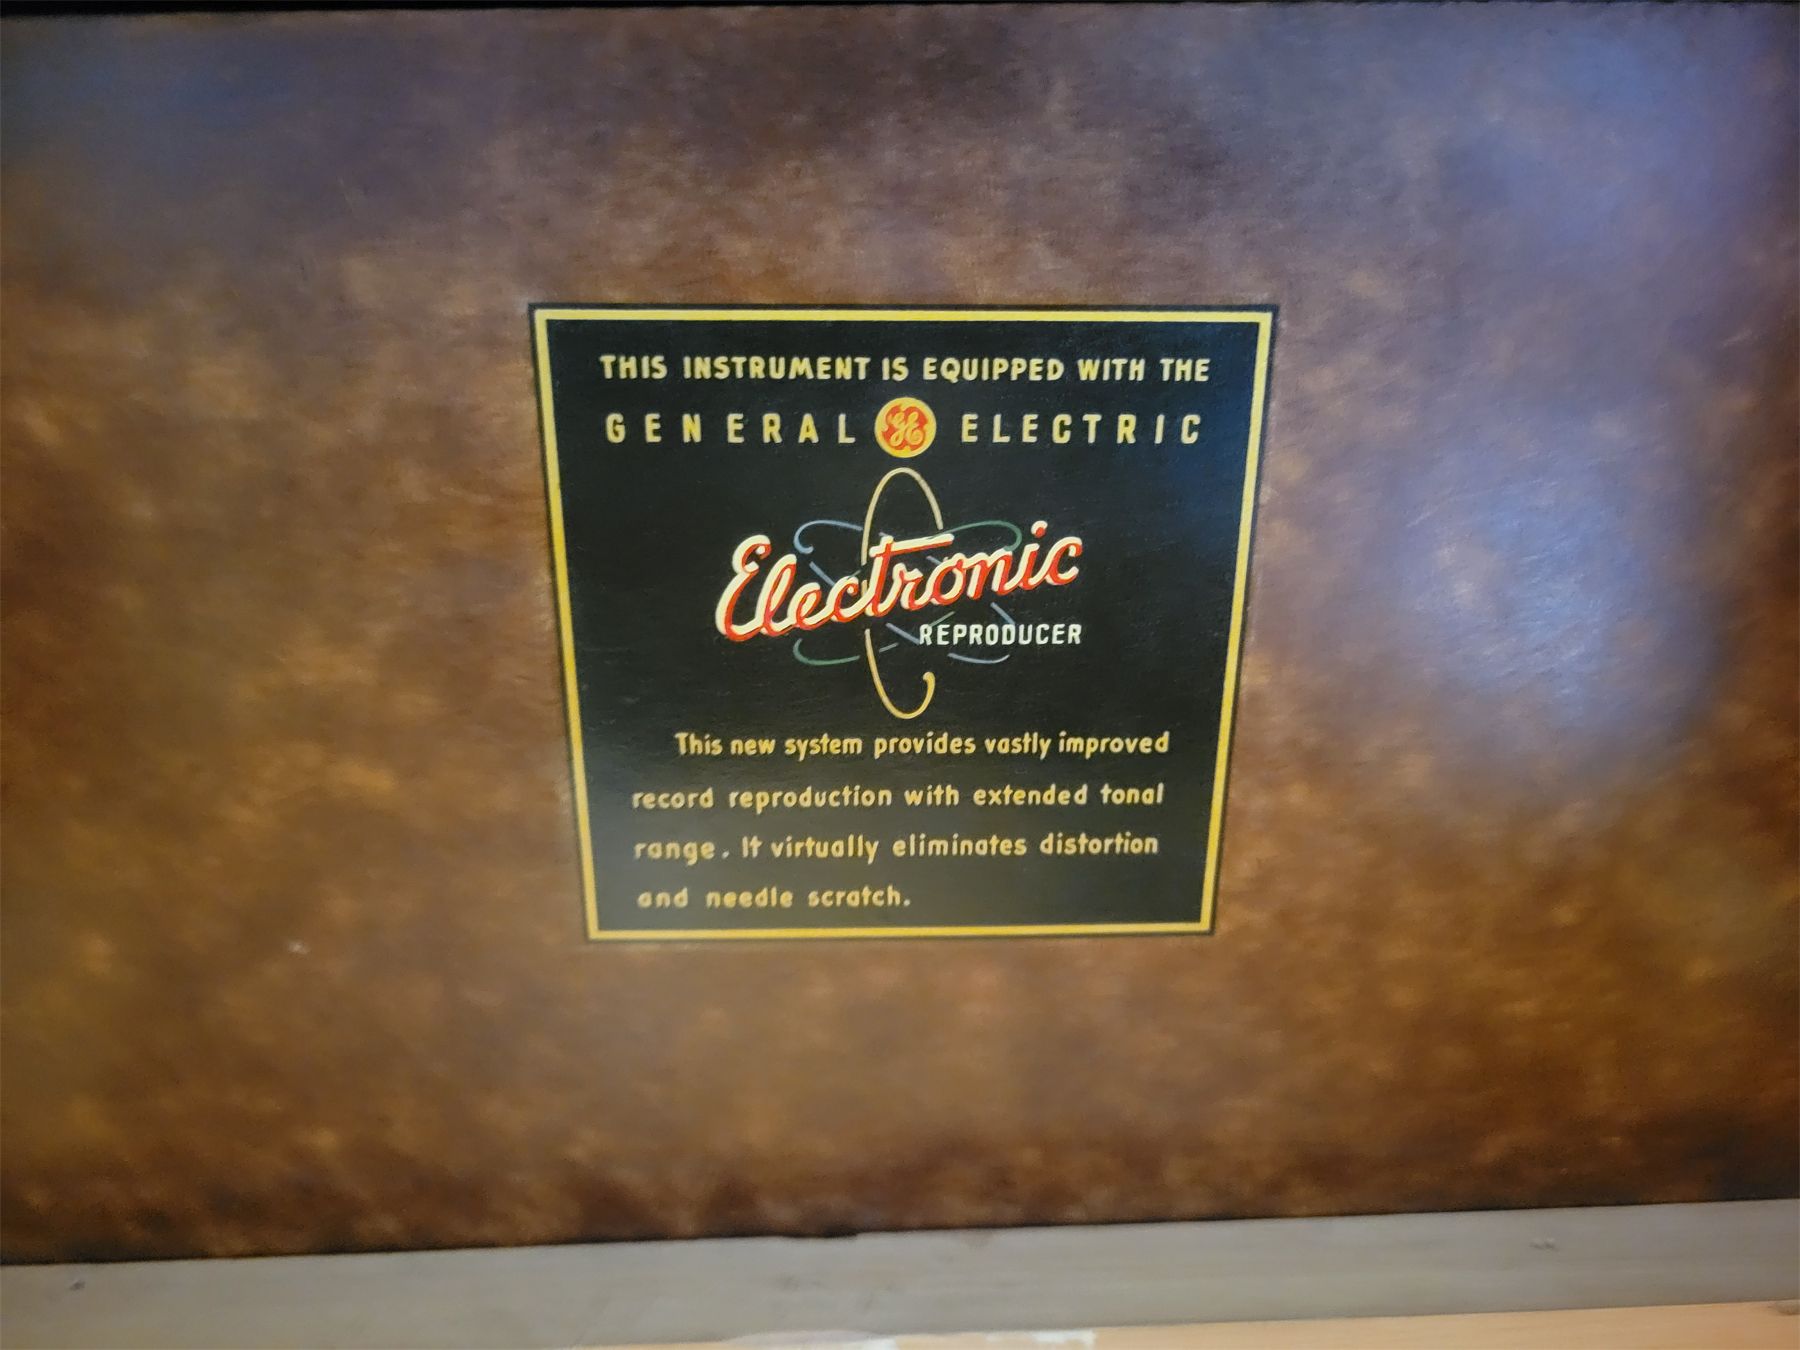 THIS INSTRUMENT IS EQUIPPED WITH THE
GENERAL GE ELECTRIC
Electronic
REPRODUCER
This new system provides vastly improved
record reproduction with extended tonal
range. It virtually eliminates distortion
and needle scratch.